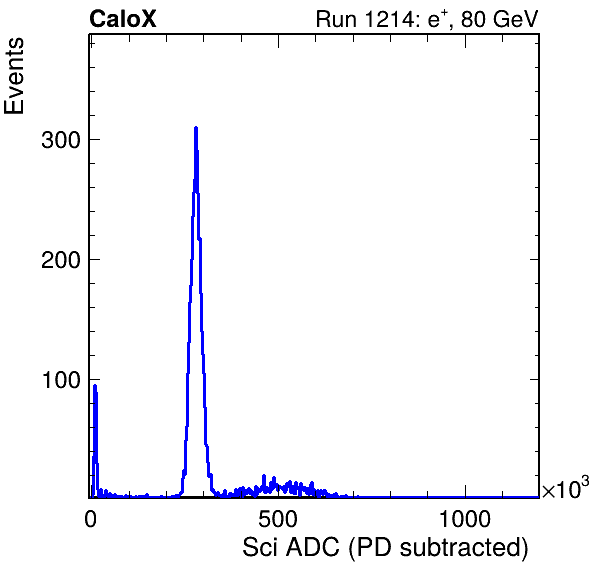 CaloX Run 1214: e⁺, 80 GeV
Events
300
200
100
0 500 1000 ×10³
Sci ADC (PD subtracted)